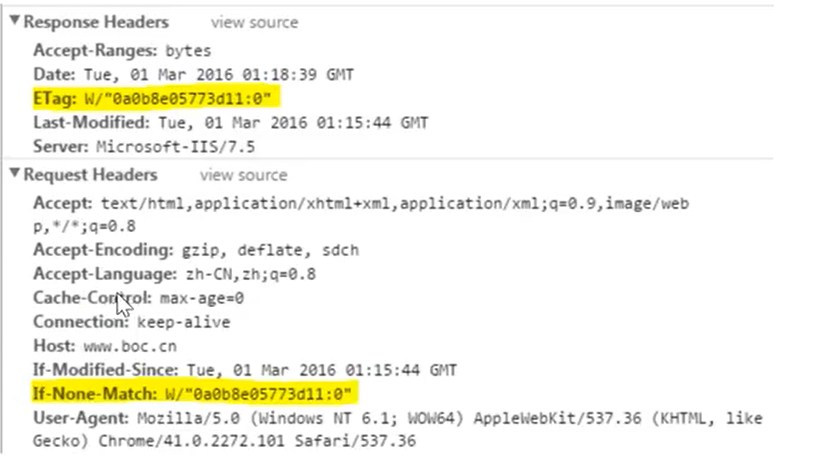 Response Headers view source
Accept-Ranges: bytes
Date: Tue, 01 Mar 2016 01:18:39 GMT
ETag: W/"0a0b8e05773d11:0"
Last-Modified: Tue, 01 Mar 2016 01:15:44 GMT
Server: Microsoft-IIS/7.5
Request Headers view source
Accept: text/html,application/xhtml+xml,application/xml;q=0.9,image/web
p,*/*;q=0.8
Accept-Encoding: gzip, deflate, sdch
Accept-Language: zh-CN,zh;q=0.8
Cache-Control: max-age=0
Connection: keep-alive
Host: www.boc.cn
If-Modified-Since: Tue, 01 Mar 2016 01:15:44 GMT
If-None-Match: W/"0a0b8e05773d11:0"
User-Agent: Mozilla/5.0 (Windows NT 6.1; WOW64) AppleWebKit/537.36 (KHTML, like
Gecko) Chrome/41.0.2272.101 Safari/537.36